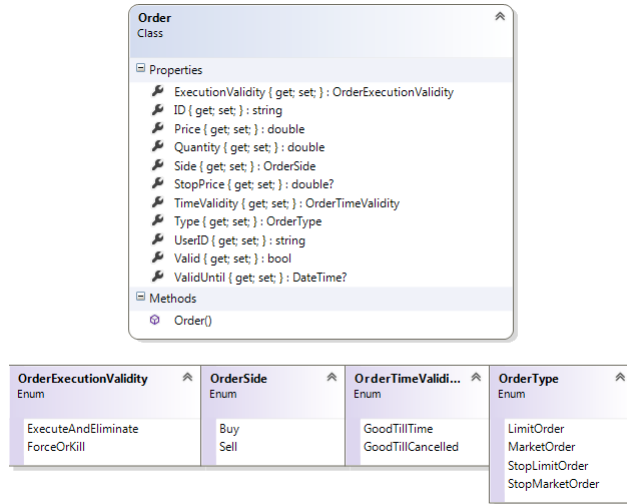 Order
Class
Properties
ExecutionValidity { get; set; } : OrderExecutionValidity
ID { get; set; } : string
Price { get; set; } : double
Quantity { get; set; } : double
Side { get; set; } : OrderSide
StopPrice { get; set; } : double?
TimeValidity { get; set; } : OrderTimeValidity
Type { get; set; } : OrderType
UserID { get; set; } : string
Valid { get; set; } : bool
ValidUntil { get; set; } : DateTime?
Methods
Order()
OrderExecutionValidity
Enum
ExecuteAndEliminate
ForceOrKill
OrderSide
Enum
Buy
Sell
OrderTimeValidi...
Enum
GoodTillTime
GoodTillCancelled
OrderType
Enum
LimitOrder
MarketOrder
StopLimitOrder
StopMarketOrder